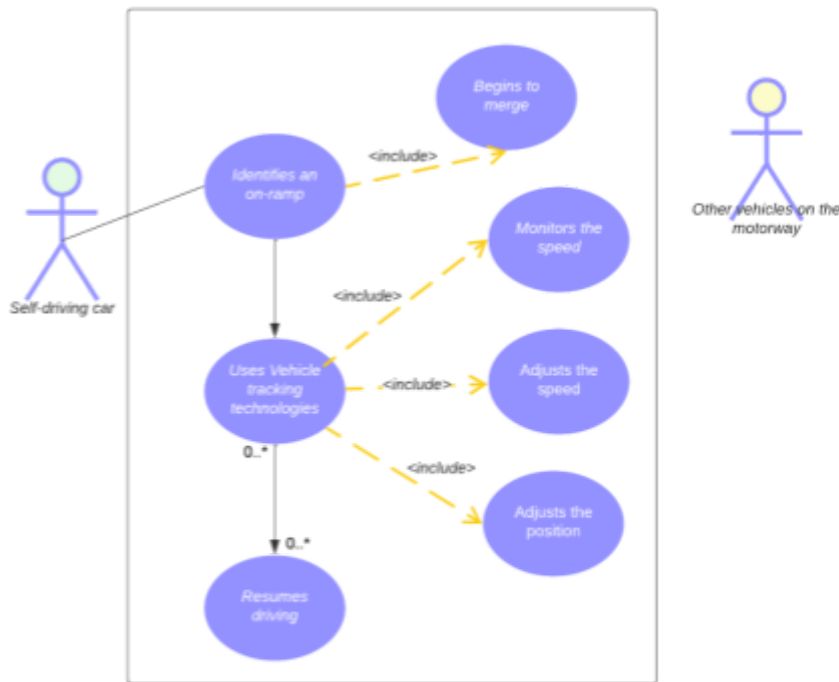 Begins to
merge
<include>
Identifies an
on-ramp
Other vehicles on the
motorway
Monitors the
speed
<include>
Self-driving car
Uses Vehicle
tracking
technologies
<include>
Adjusts the
speed
0..*
<include>
Adjusts the
position
0..*
Resumes
driving